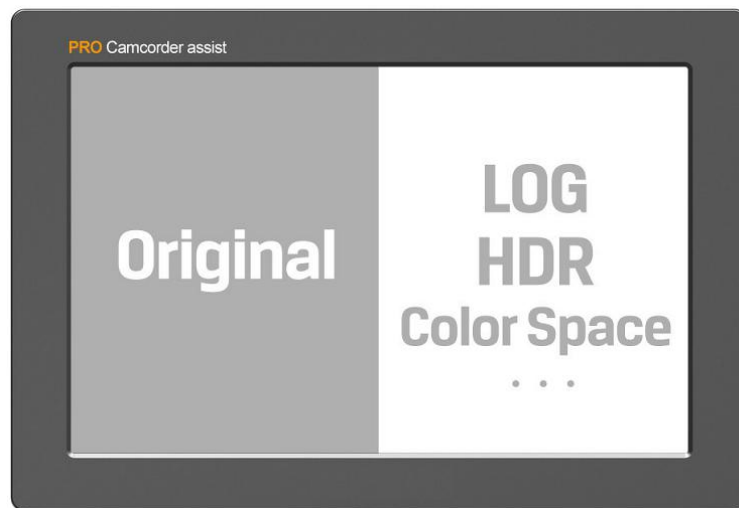 PRO Camcorder assist
Original
LOG
HDR
Color Space
• • •